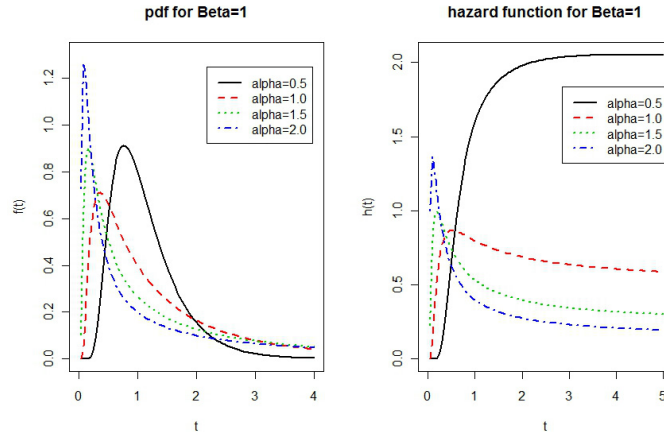 pdf for Beta=1
f(t)
0.0 0.2 0.4 0.6 0.8 1.0 1.2
alpha=0.5
alpha=1.0
alpha=1.5
alpha=2.0
0 1 2 3 4
t
hazard function for Beta=1
h(t)
0.0 0.5 1.0 1.5 2.0
alpha=0.5
alpha=1.0
alpha=1.5
alpha=2.0
0 1 2 3 4 5
t